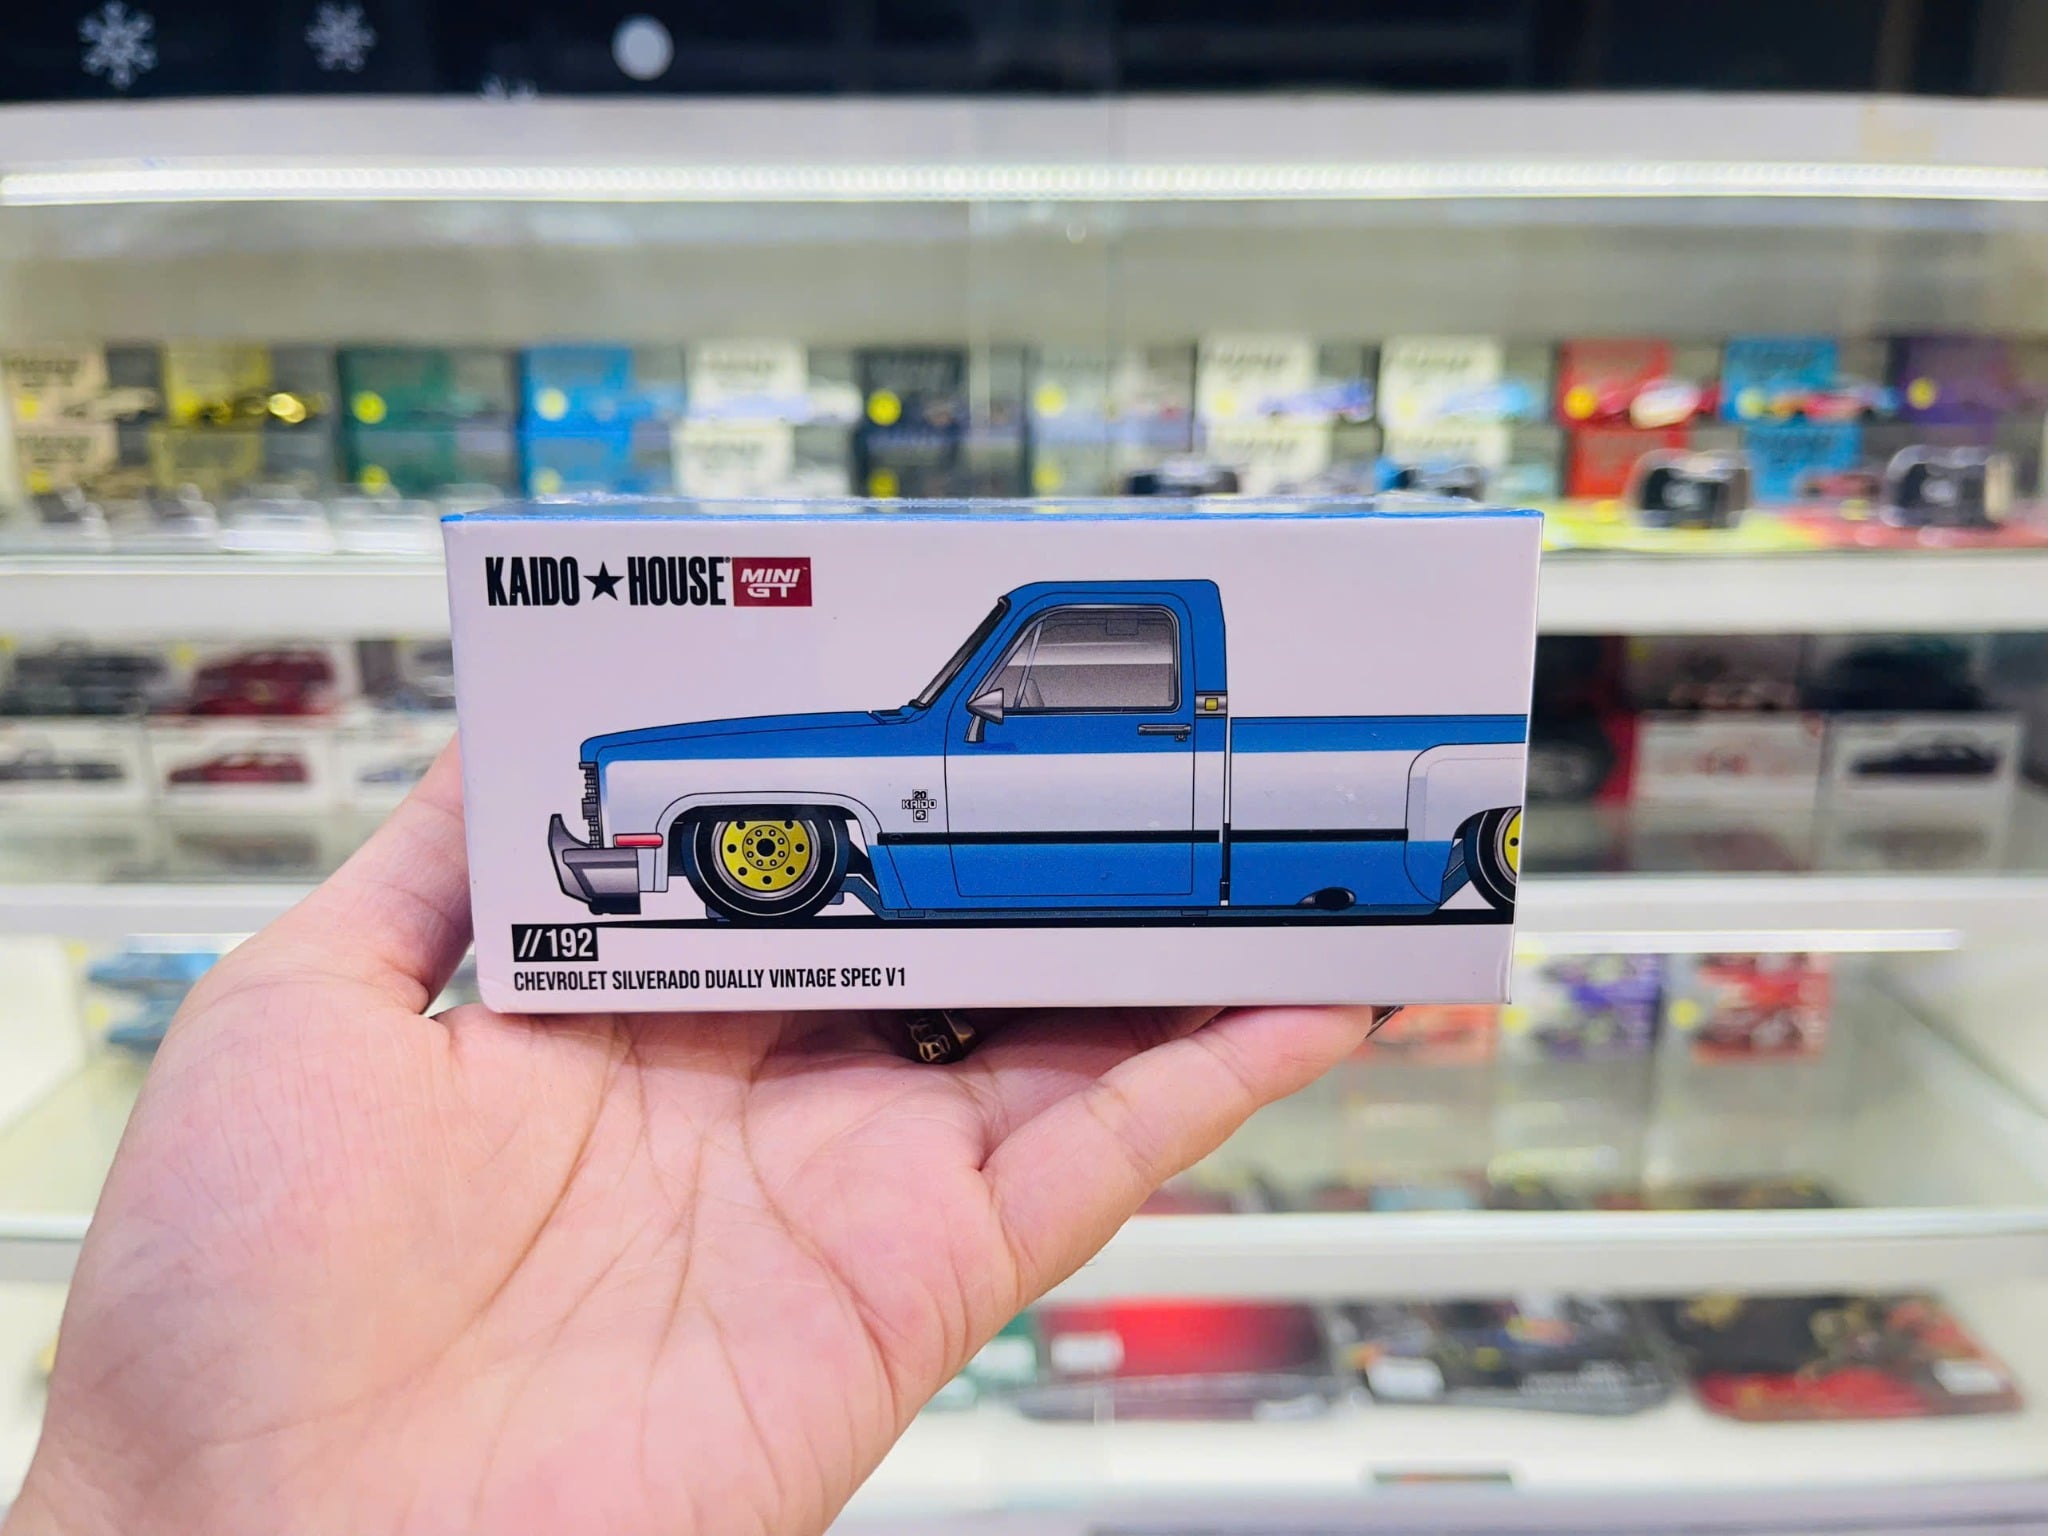 KAIDO★HOUSE MINI GT
20
KAIDO
//192
CHEVROLET SILVERADO DUALLY VINTAGE SPEC V1